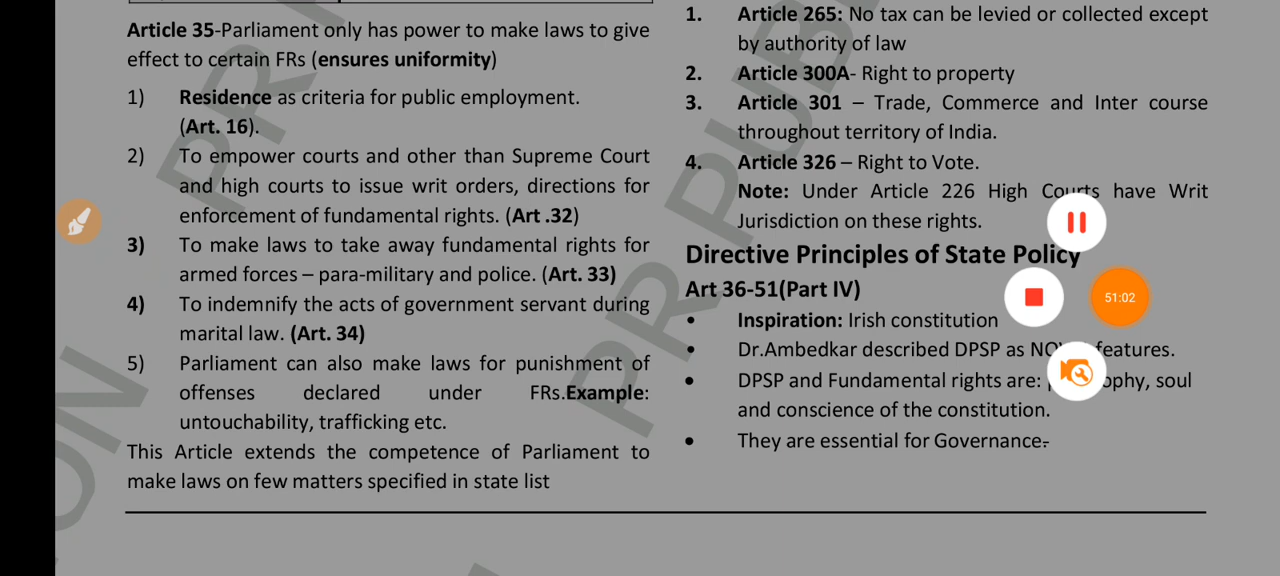 Article 35-Parliament only has power to make laws to give
effect to certain FRs (ensures uniformity)
1) Residence as criteria for public employment.
(Art. 16).
2) To empower courts and other than Supreme Court
and high courts to issue writ orders, directions for
enforcement of fundamental rights. (Art .32)
3) To make laws to take away fundamental rights for
armed forces – para-military and police. (Art. 33)
4) To indemnify the acts of government servant during
marital law. (Art. 34)
5) Parliament can also make laws for punishment of
offenses declared under FRs.Example:
untouchability, trafficking etc.
This Article extends the competence of Parliament to
make laws on few matters specified in state list
1. Article 265: No tax can be levied or collected except
by authority of law
2. Article 300A- Right to property
3. Article 301 – Trade, Commerce and Inter course
throughout territory of India.
4. Article 326 – Right to Vote.
Note: Under Article 226 High Courts have Writ
Jurisdiction on these rights.
Directive Principles of State Policy
Art 36-51(Part IV)
• Inspiration: Irish constitution
• Dr.Ambedkar described DPSP as features.
• DPSP and Fundamental rights are: soul
and conscience of the constitution.
• They are essential for Governance.
51:02